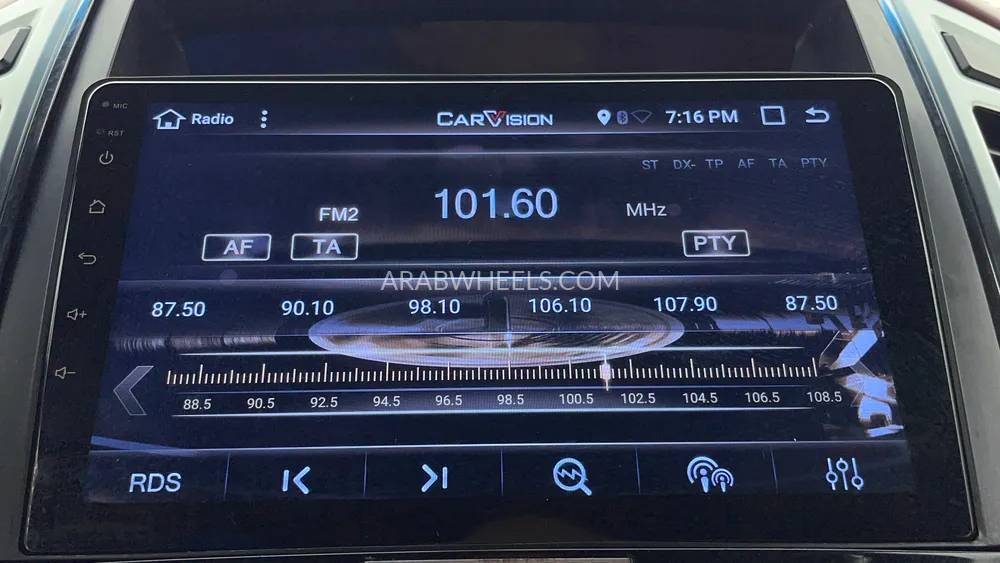 MIC
RST
Radio CARVISION 7:16 PM
ST DX- TP AF TA PTY
FM2 101.60 MHz
AF TA PTY
ARABWHEELS.COM
87.50 90.10 98.10 106.10 107.90 87.50
88.5 90.5 92.5 94.5 96.5 98.5 100.5 102.5 104.5 106.5 108.5
RDS